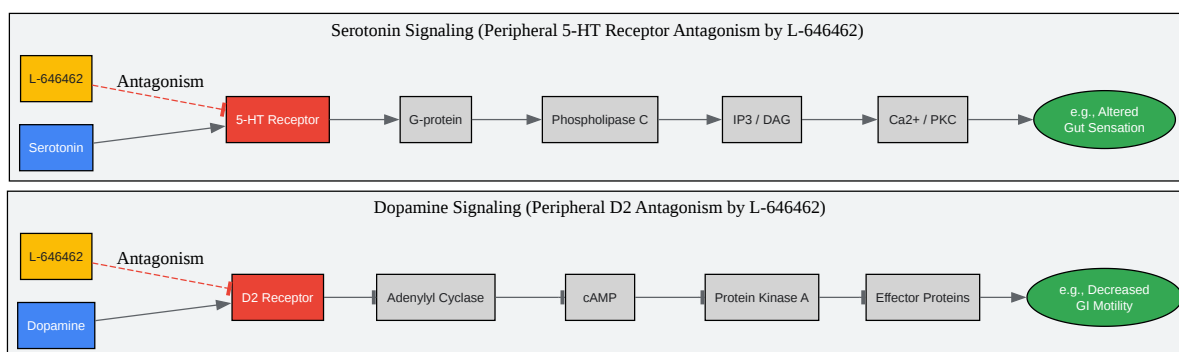 Serotonin Signaling (Peripheral 5-HT Receptor Antagonism by L-646462)
L-646462
Antagonism
Serotonin
5-HT Receptor
G-protein
Phospholipase C
IP3 / DAG
Ca2+ / PKC
e.g., Altered
Gut Sensation
Dopamine Signaling (Peripheral D2 Antagonism by L-646462)
L-646462
Antagonism
Dopamine
D2 Receptor
Adenylyl Cyclase
cAMP
Protein Kinase A
Effector Proteins
e.g., Decreased
GI Motility